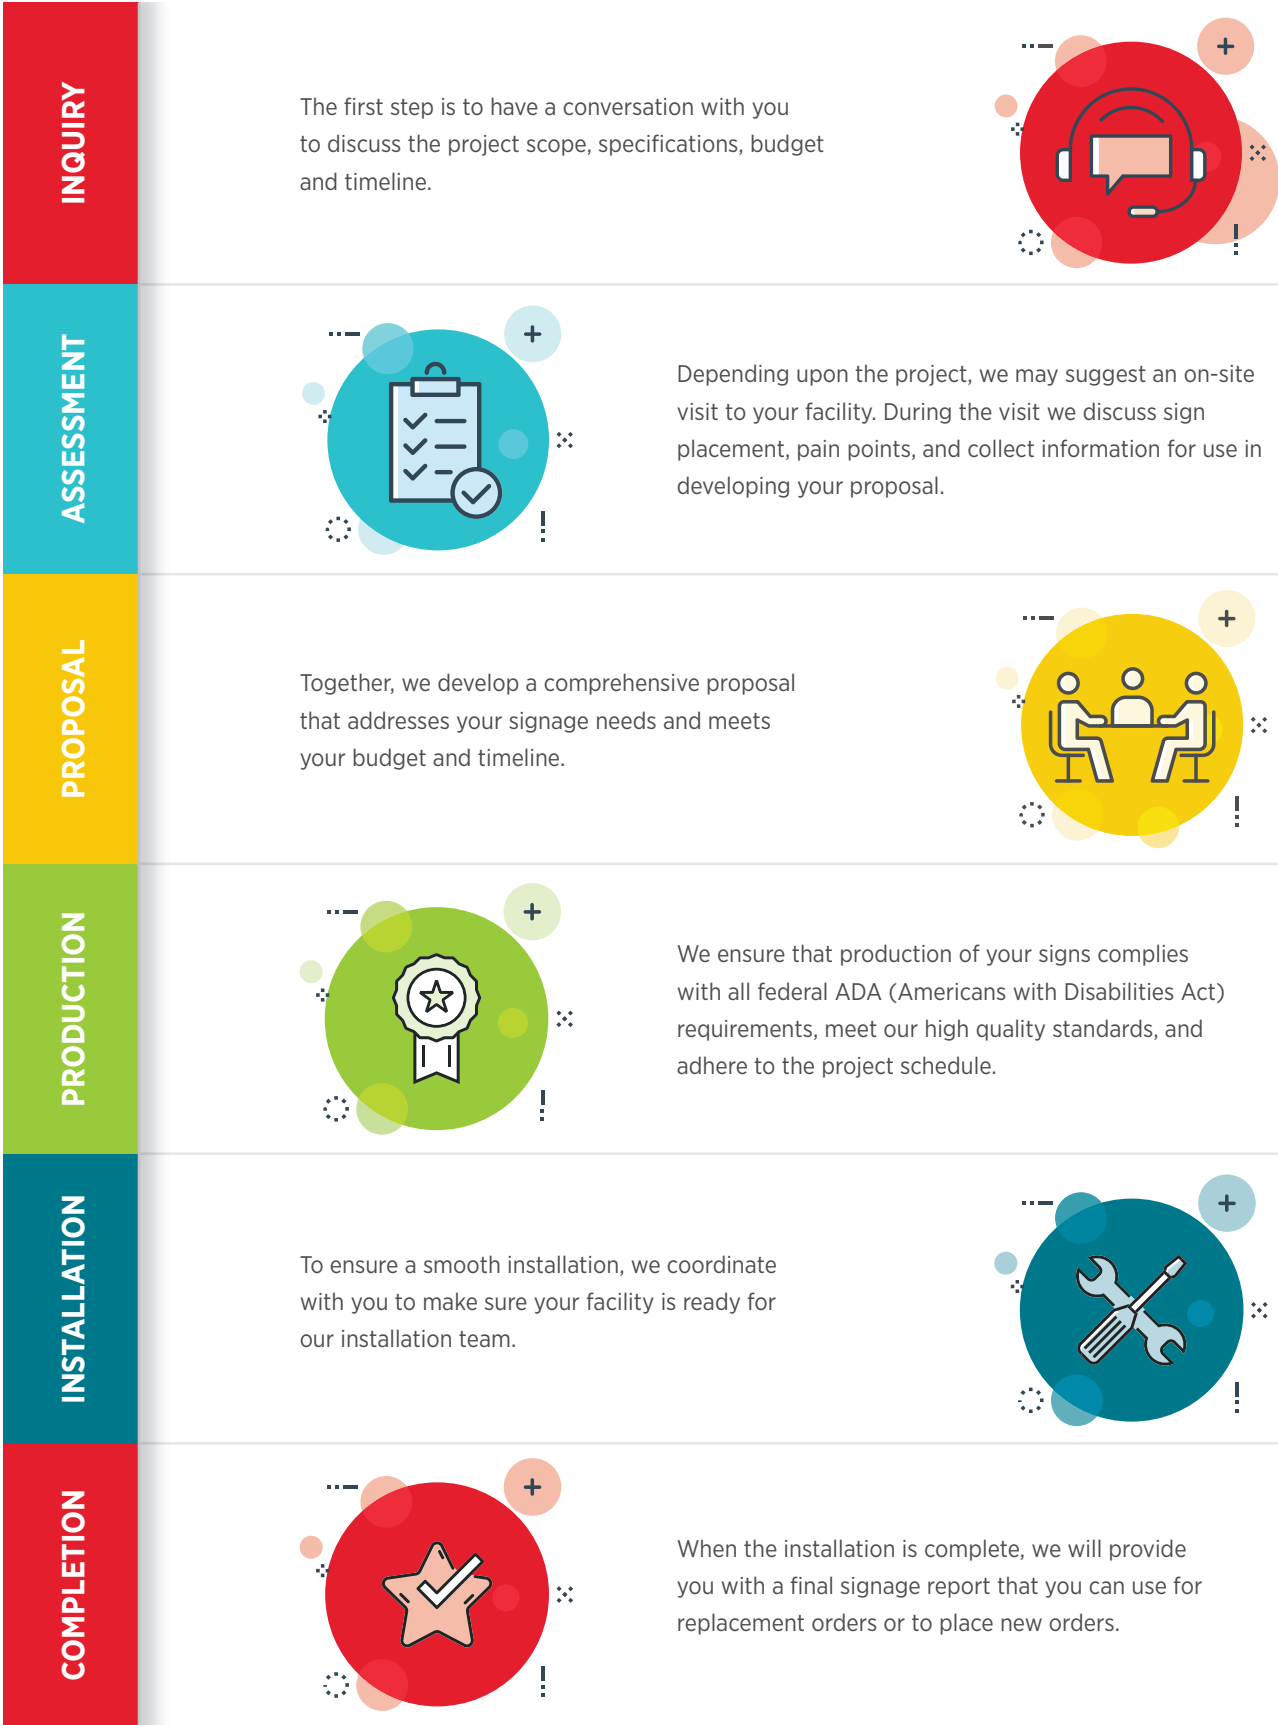 INQUIRY
The first step is to have a conversation with you
to discuss the project scope, specifications, budget
and timeline.
ASSESSMENT
Depending upon the project, we may suggest an on-site
visit to your facility. During the visit we discuss sign
placement, pain points, and collect information for use in
developing your proposal.
PROPOSAL
Together, we develop a comprehensive proposal
that addresses your signage needs and meets
your budget and timeline.
PRODUCTION
We ensure that production of your signs complies
with all federal ADA (Americans with Disabilities Act)
requirements, meet our high quality standards, and
adhere to the project schedule.
INSTALLATION
To ensure a smooth installation, we coordinate
with you to make sure your facility is ready for
our installation team.
COMPLETION
When the installation is complete, we will provide
you with a final signage report that you can use for
replacement orders or to place new orders.